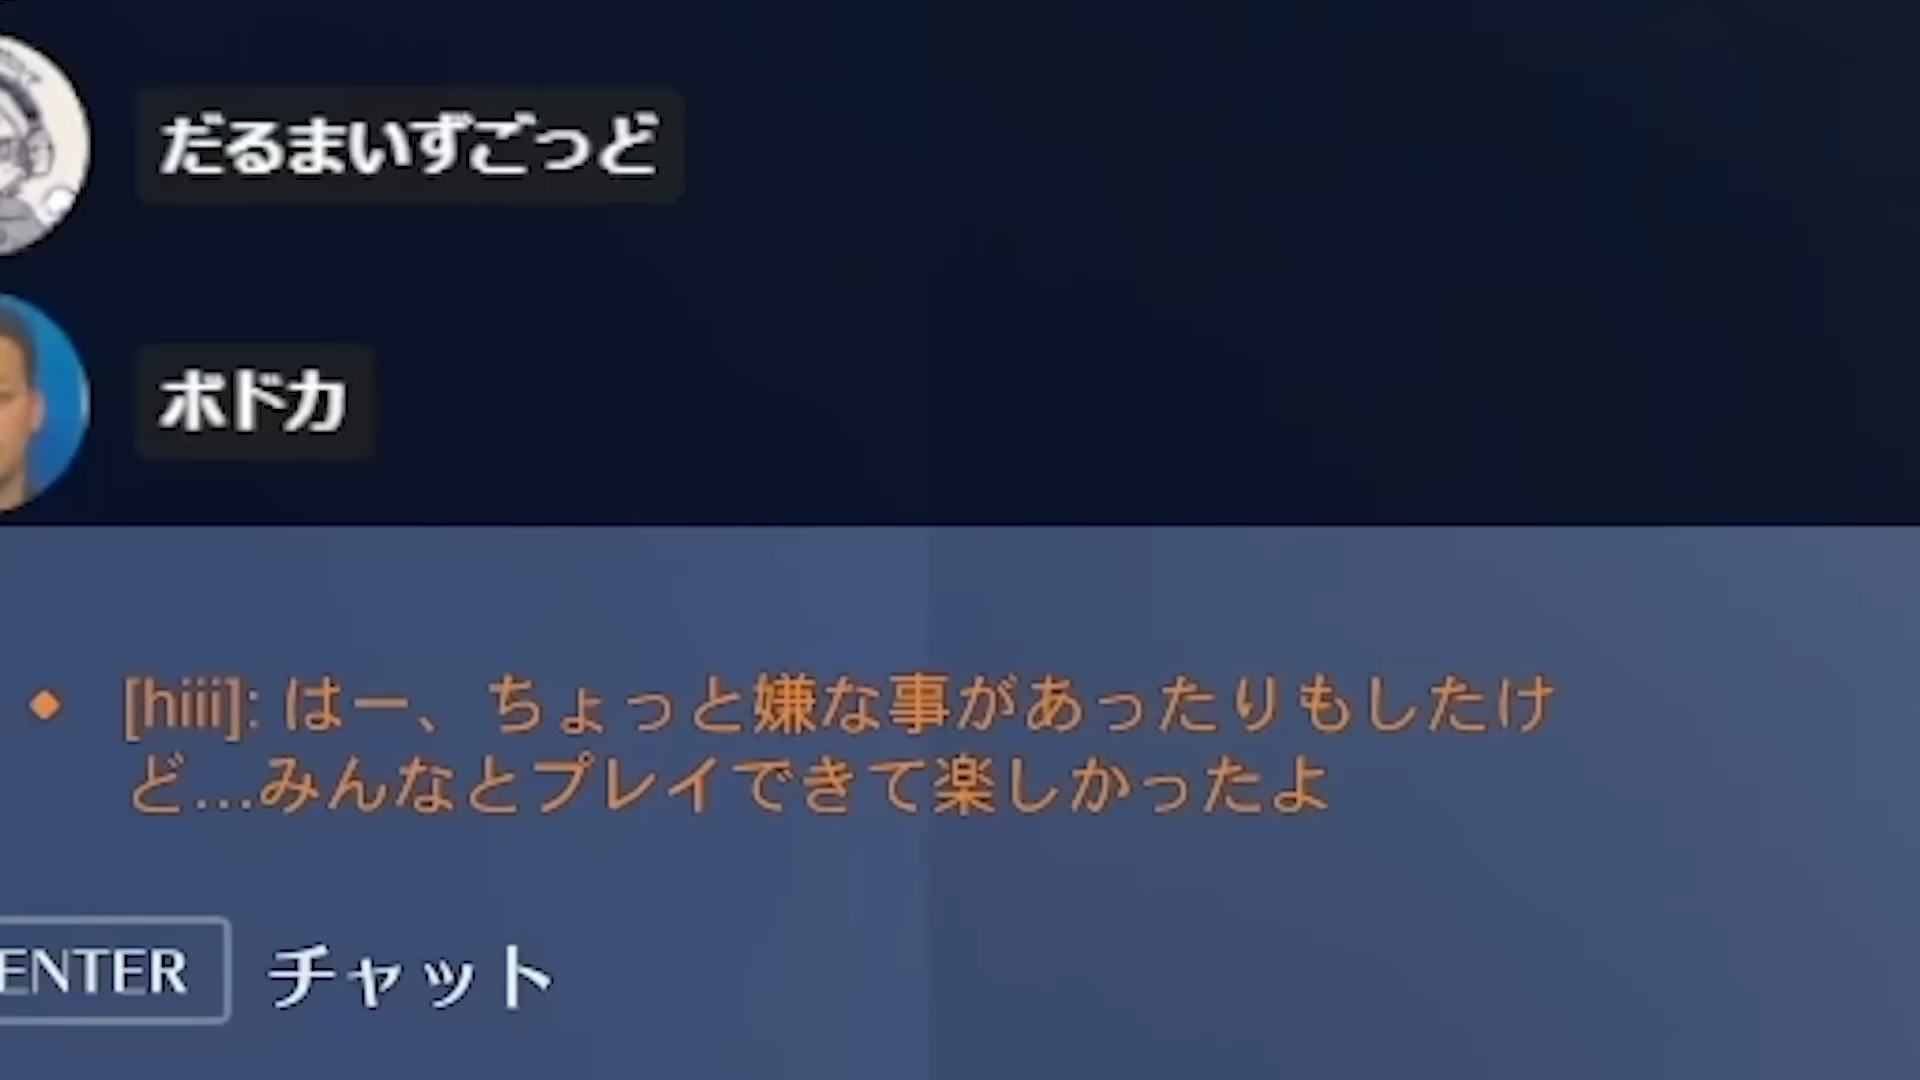 だるまいずごっど
ボドカ
[hiii]: はー、ちょっと嫌な事があったりもしたけ
ど...みんなとプレイできて楽しかったよ
ENTER チャット